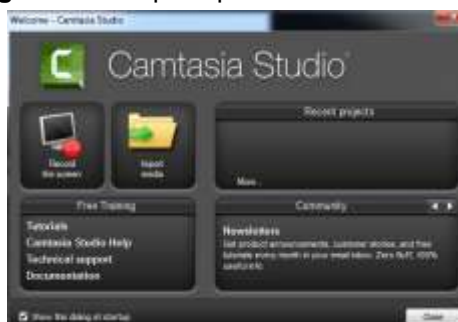 Welcome - Camtasia Studio
Camtasia Studio
Record
the screen
Import
media
Recent projects
More...
Free Training
Tutorials
Camtasia Studio Help
Technical support
Documentation
Community
Newsletters
Get product announcements, customer stories, and free
tutorials every month in your email inbox. Zero fluff, 100%
useful info.
Show this dialog at startup
Close